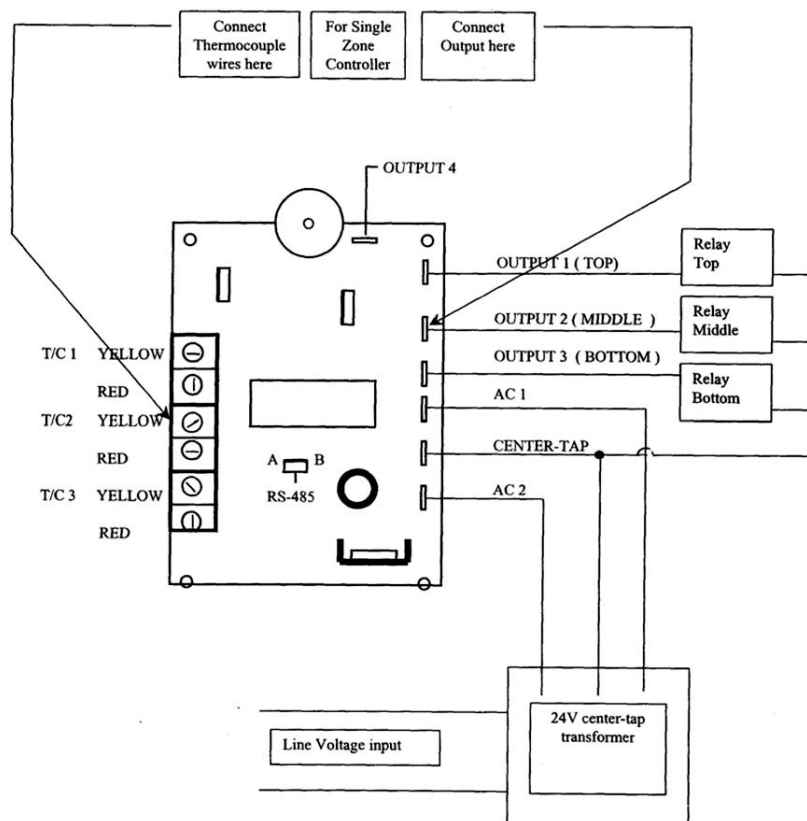 Connect
Thermocouple
wires here
For Single
Zone
Controller
Connect
Output here
OUTPUT 4
OUTPUT 1 ( TOP)
Relay
Top
OUTPUT 2 ( MIDDLE )
Relay
Middle
OUTPUT 3 ( BOTTOM )
Relay
Bottom
T/C 1 YELLOW
RED
T/C2 YELLOW
RED
T/C 3 YELLOW
RED
AC 1
CENTER-TAP
A B
RS-485
AC 2
24V center-tap
transformer
Line Voltage input